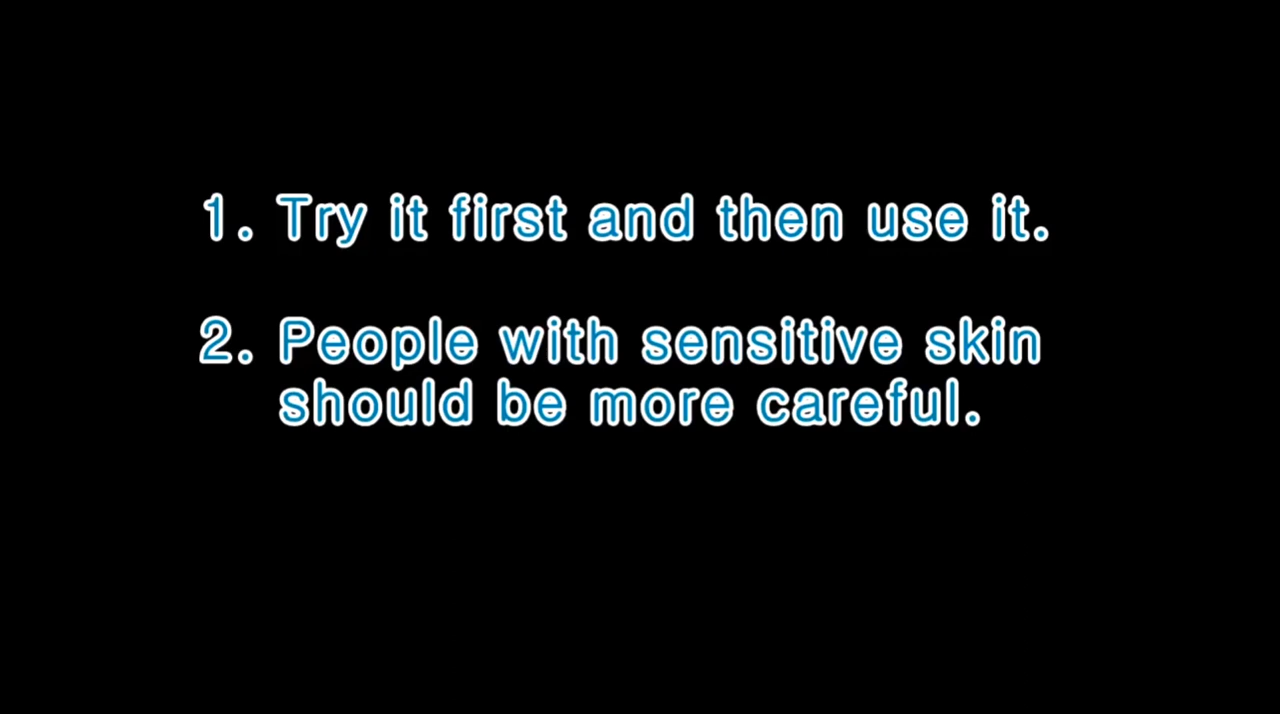 1. Try it first and then use it.
2. People with sensitive skin
should be more careful.